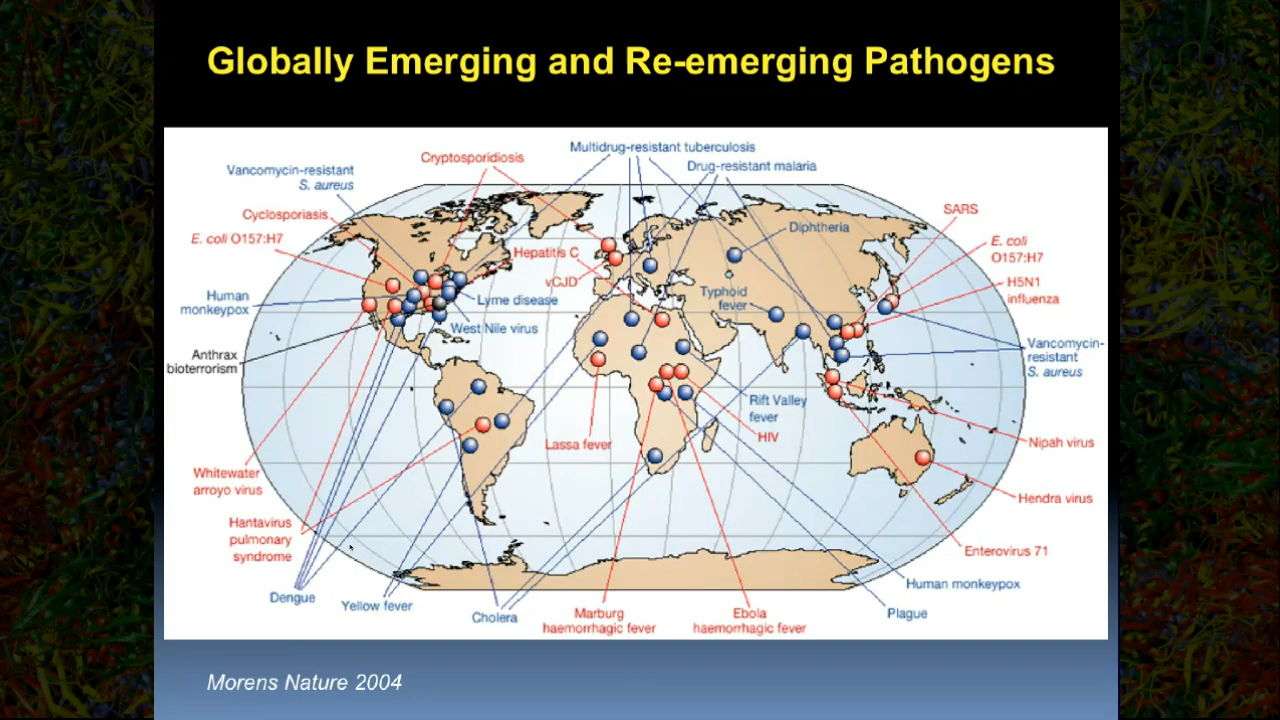 Globally Emerging and Re-emerging Pathogens
Multidrug-resistant tuberculosis
Cryptosporidiosis
Drug-resistant malaria
Vancomycin-resistant
S. aureus
Cyclosporiasis
SARS
Diphtheria
E. coli O157:H7
E. coli
O157:H7
Hepatitis C
vCJD
H5N1
influenza
Human
monkeypox
Lyme disease
Typhoid
fever
West Nile virus
Anthrax
bioterrorism
Vancomycin-
resistant
S. aureus
Rift Valley
fever
HIV
Lassa fever
Nipah virus
Whitewater
arroyo virus
Hendra virus
Hantavirus
pulmonary
syndrome
Enterovirus 71
Human monkeypox
Dengue
Yellow fever
Cholera
Marburg
haemorrhagic fever
Ebola
haemorrhagic fever
Plague
Morens Nature 2004